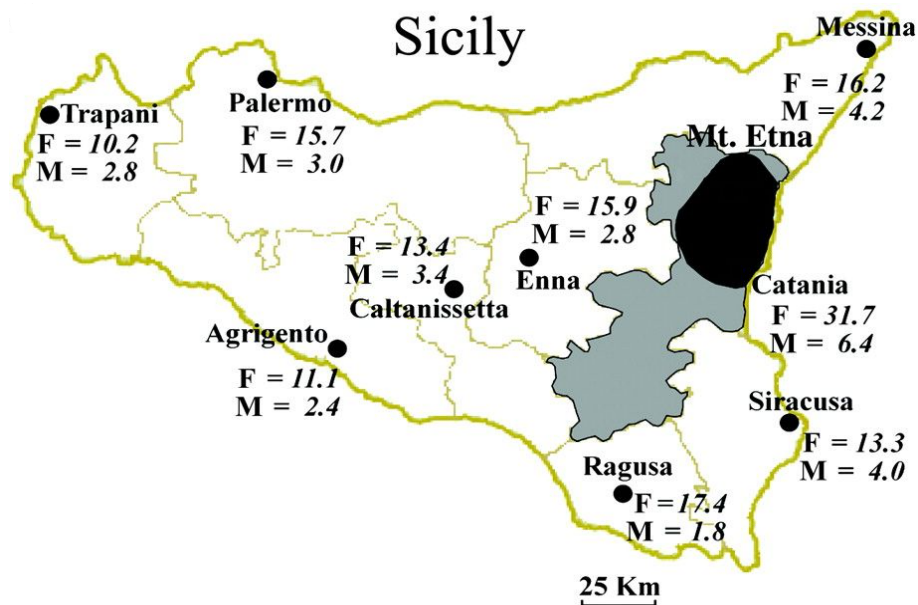 Sicily
Messina
F = 16.2
M = 4.2
Trapani
F = 10.2
M = 2.8
Palermo
F = 15.7
M = 3.0
Mt. Etna
F = 15.9
M = 2.8
Enna
F = 13.4
M = 3.4
Caltanissetta
Catania
F = 31.7
M = 6.4
Agrigento
F = 11.1
M = 2.4
Siracusa
F = 13.3
M = 4.0
Ragusa
F = 17.4
M = 1.8
25 Km